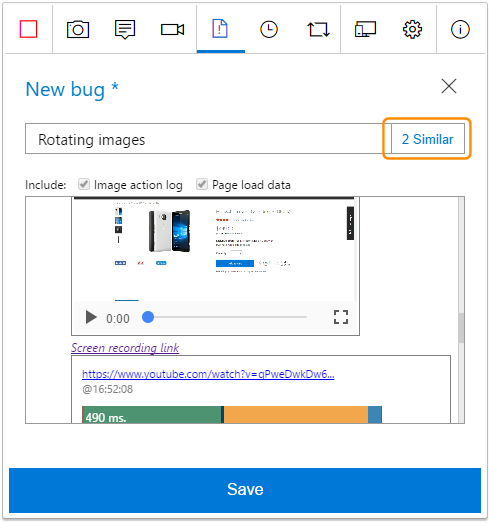 New bug *
Rotating images
2 Similar
Include:
Image action log
Page load data
0:00
Screen recording link
https://www.youtube.com/watch?v=qPweDwkDw6...
@16:52:08
490 ms.
Save